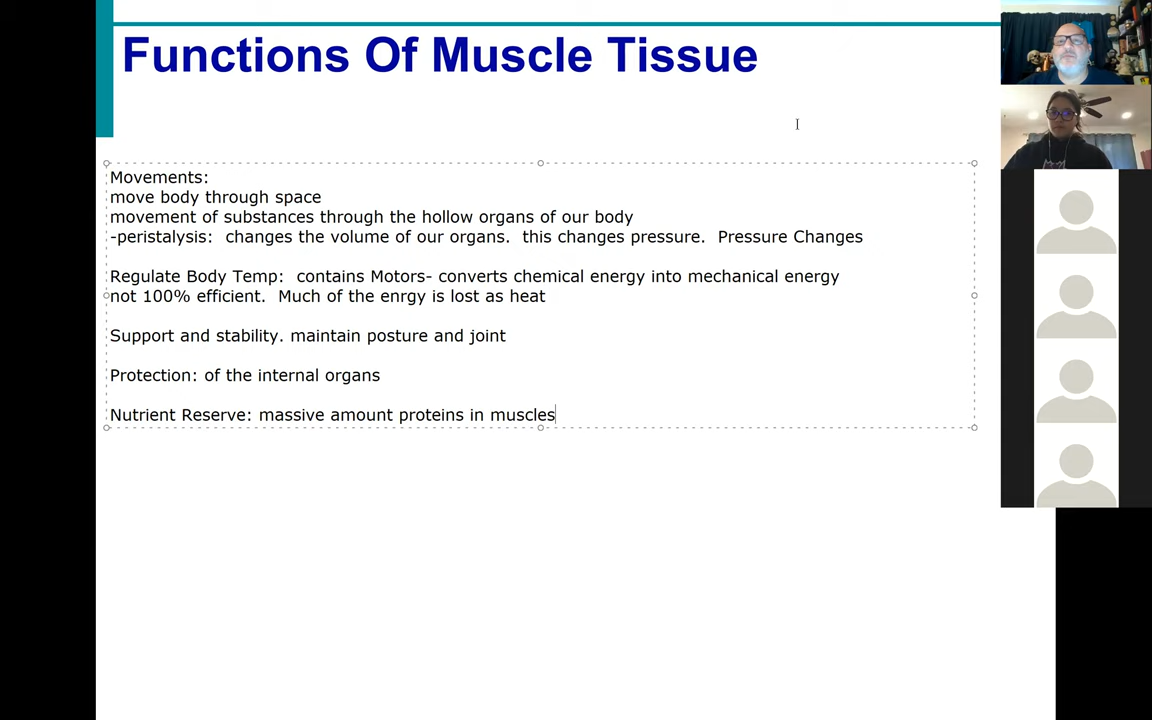 Functions Of Muscle Tissue
Movements:
move body through space
movement of substances through the hollow organs of our body
-peristalysis:  changes the volume of our organs.  this changes pressure.  Pressure Changes
Regulate Body Temp:  contains Motors- converts chemical energy into mechanical energy
not 100% efficient.  Much of the enrgy is lost as heat
Support and stability. maintain posture and joint
Protection: of the internal organs
Nutrient Reserve: massive amount proteins in muscles